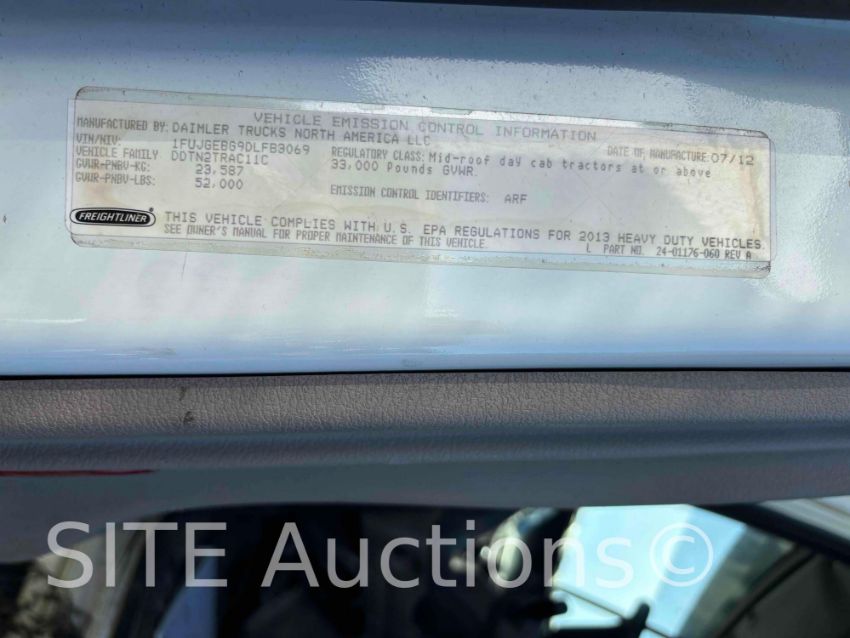 VEHICLE EMISSION CONTROL INFORMATION
MANUFACTURED BY: DAIMLER TRUCKS NORTH AMERICA LLC DATE OF MANUFACTURE: 07/12
VIN/NIV: 1FUJGEBG9DLFB3069
VEHICLE FAMILY DDTN2TRAC11C
GVWR-PNBV-KG: 23,587
GVWR-PNBV-LBS: 52,000
REGULATORY CLASS: Mid-roof day cab tractors at or above
33,000 Pounds GVWR.
EMISSION CONTROL IDENTIFIERS: ARF
FREIGHTLINER
THIS VEHICLE COMPLIES WITH U.S. EPA REGULATIONS FOR 2013 HEAVY DUTY VEHICLES.
SEE OWNER'S MANUAL FOR PROPER MAINTENANCE OF THIS VEHICLE.
L PART NO. 24-01176-060 REV A
SITE Auctions©